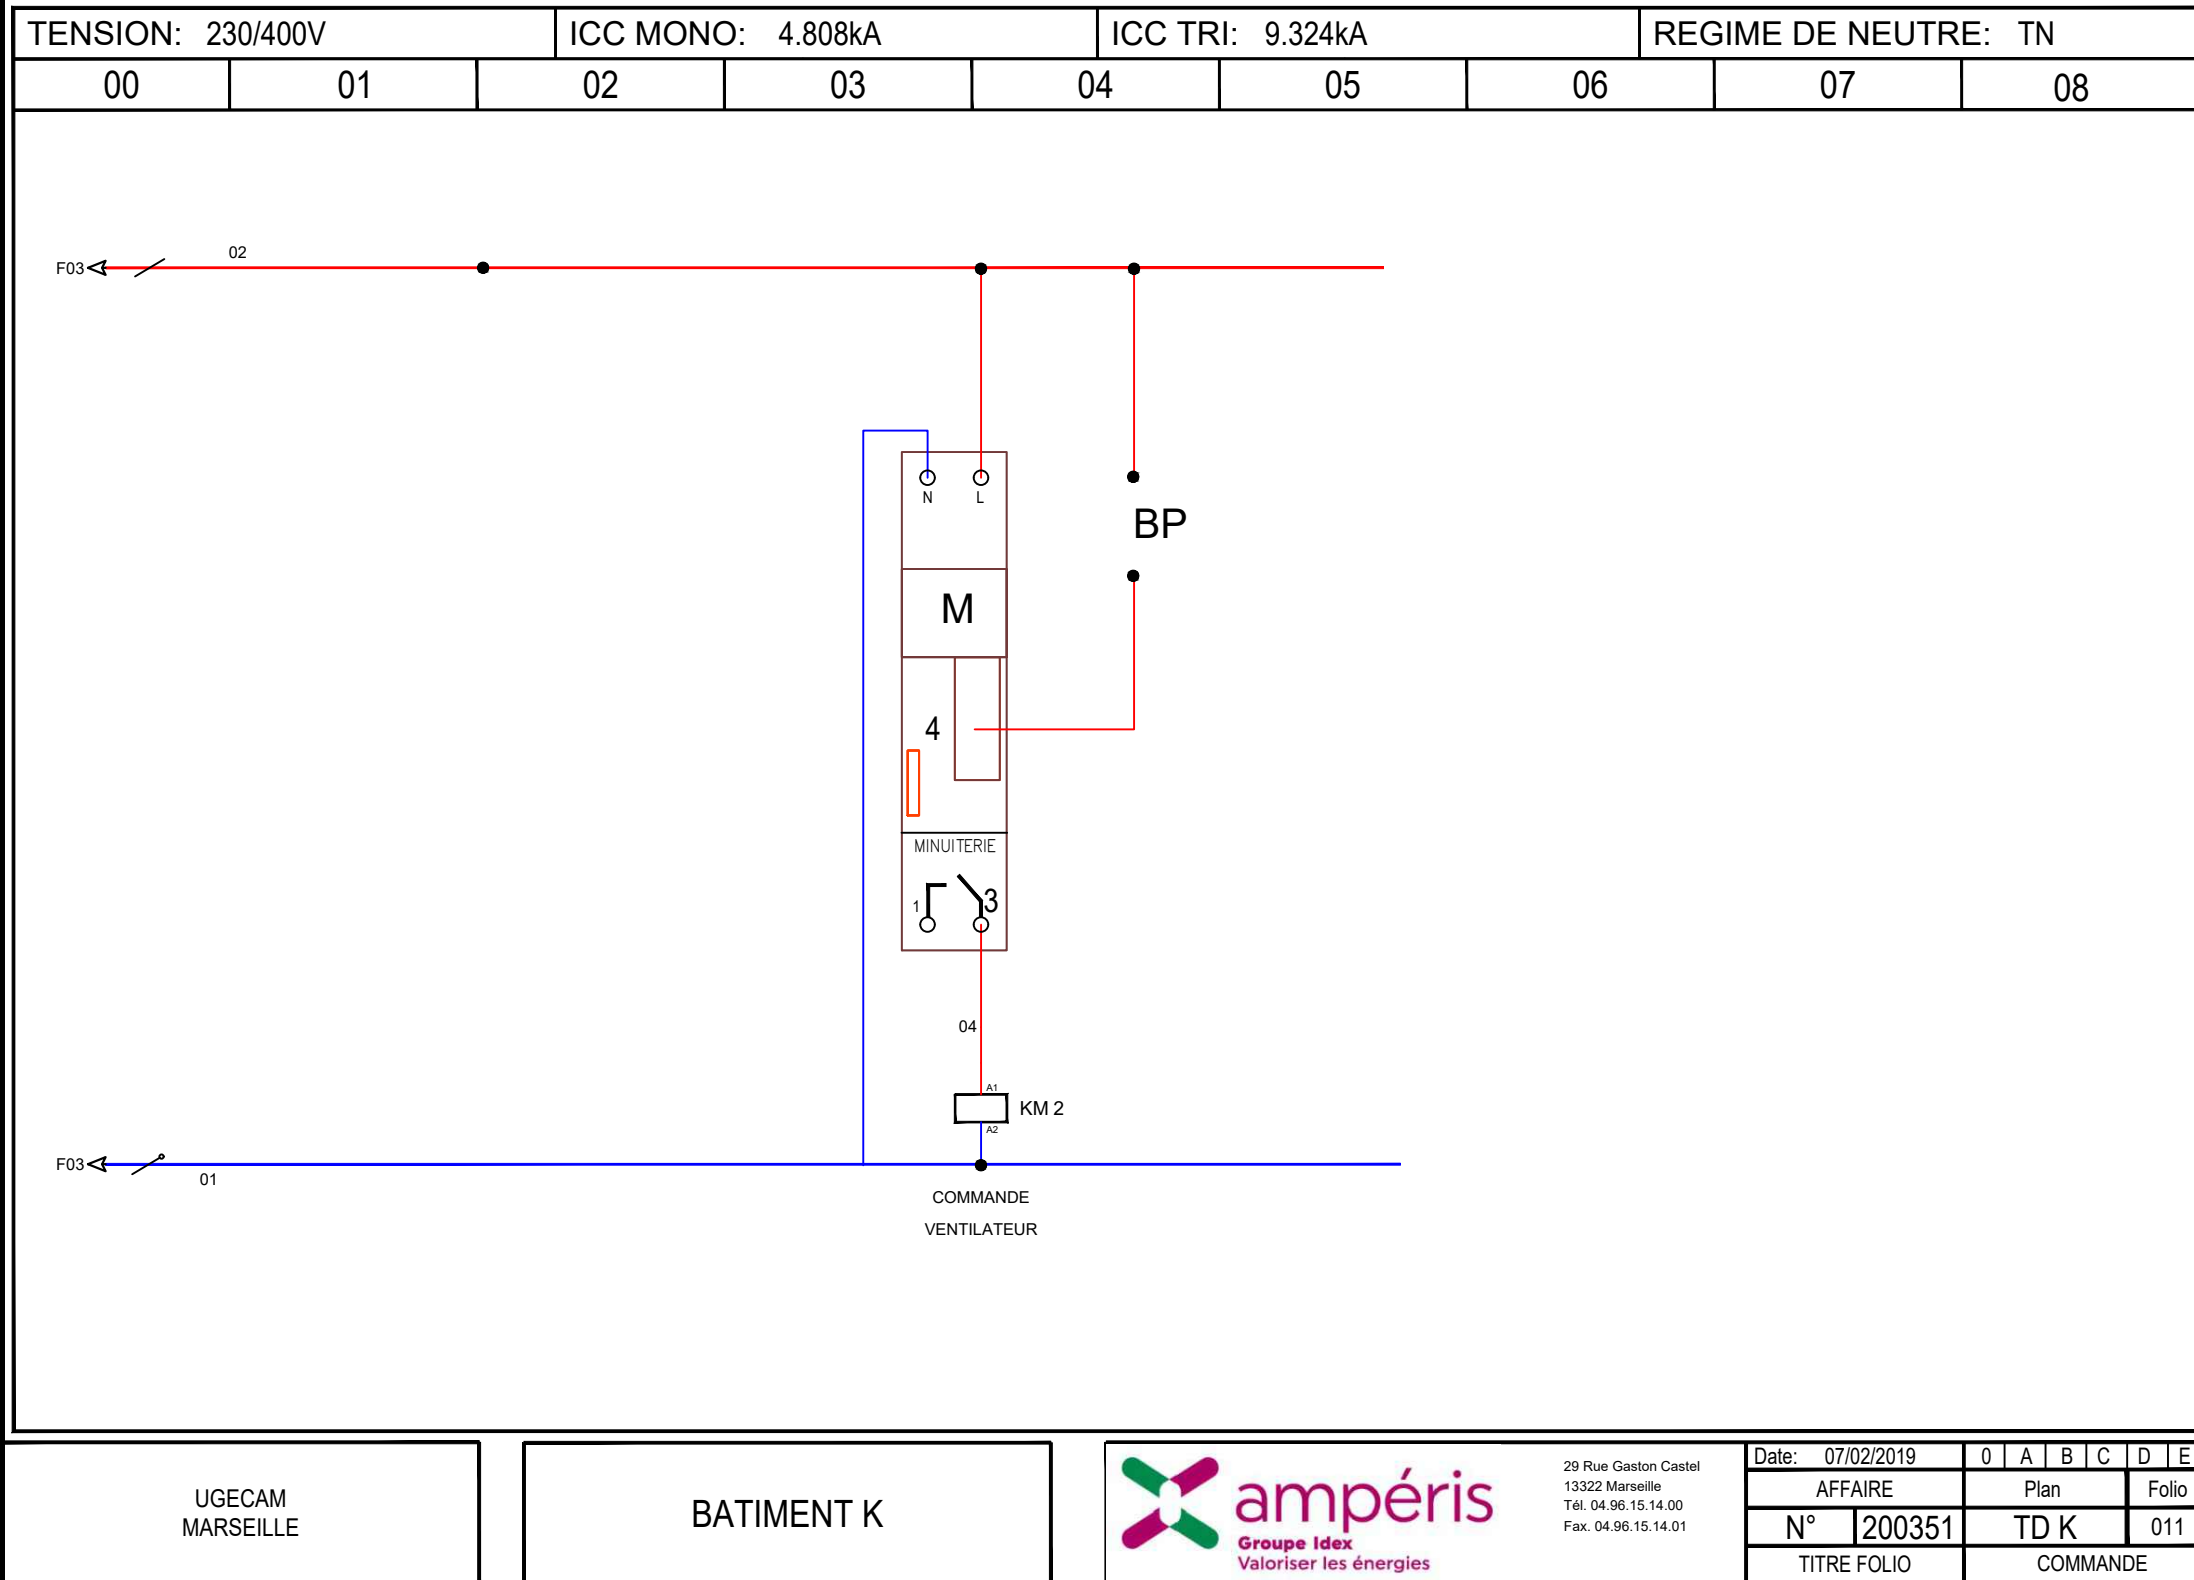 TENSION: 230/400V
ICC MONO: 4.808kA
ICC TRI: 9.324kA
REGIME DE NEUTRE: TN
00 01 02 03 04 05 06 07 08
02
F03
N L
BP
M
4
MINUITERIE
1 3
04
A1
KM 2
A2
F03
01
COMMANDE
VENTILATEUR
UGECAM
MARSEILLE
BATIMENT K
ampéris
Groupe Idex
Valoriser les énergies
29 Rue Gaston Castel
13322 Marseille
Tél. 04.96.15.14.00
Fax. 04.96.15.14.01
Date: 07/02/2019 0 A B C D E
AFFAIRE Plan Folio
N° 200351 TD K 011
TITRE FOLIO COMMANDE